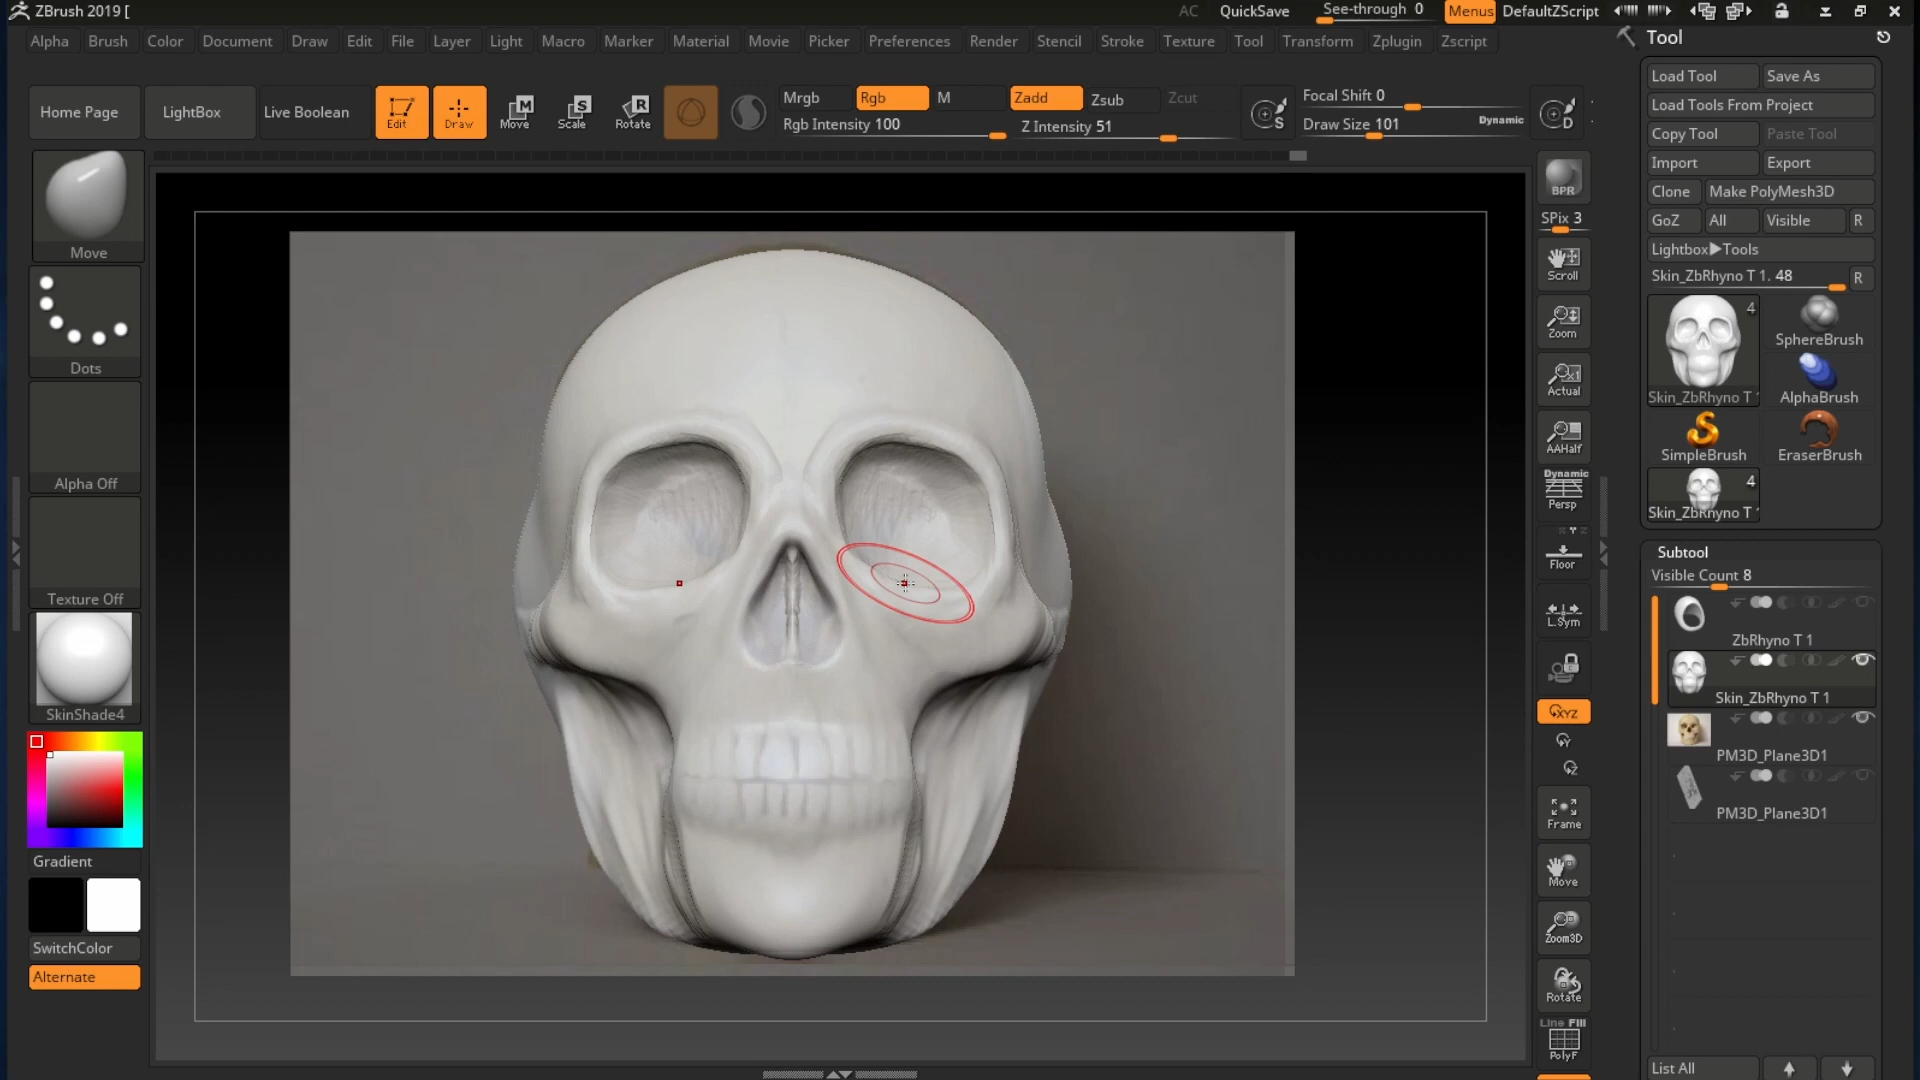 ZBrush 2019 [
AC QuickSave See-through 0 Menus DefaultZScript
Alpha Brush Color Document Draw Edit File Layer Light Macro Marker Material Movie Picker Preferences Render Stencil Stroke Texture Tool Transform Zplugin Zscript
Tool
Home Page LightBox Live Boolean Edit Draw Move Scale Rotate
Mrgb Rgb M Zadd Zsub Zcut
Rgb Intensity 100 Z Intensity 51
Focal Shift 0
Draw Size 101 Dynamic
Load Tool Save As
Load Tools From Project
Copy Tool Paste Tool
Import Export
Clone Make PolyMesh3D
GoZ All Visible R
Lightbox▶Tools
Skin_ZbRhyno T 1. 48 R
4
SphereBrush
Skin_ZbRhyno T AlphaBrush
SimpleBrush EraserBrush
4
Skin_ZbRhyno T
Subtool
Visible Count 8
ZbRhyno T 1
Skin_ZbRhyno T 1
PM3D_Plane3D1
PM3D_Plane3D1
List All
Move
Dots
Alpha Off
Texture Off
SkinShade4
Gradient
SwitchColor
Alternate
BPR
SPix 3
Scroll
Zoom
Actual
AAHalf
Dynamic
Persp
Floor
L.Sym
XYZ
Y
Z
Frame
Move
Zoom3D
Rotate
Line Fill
PolyF